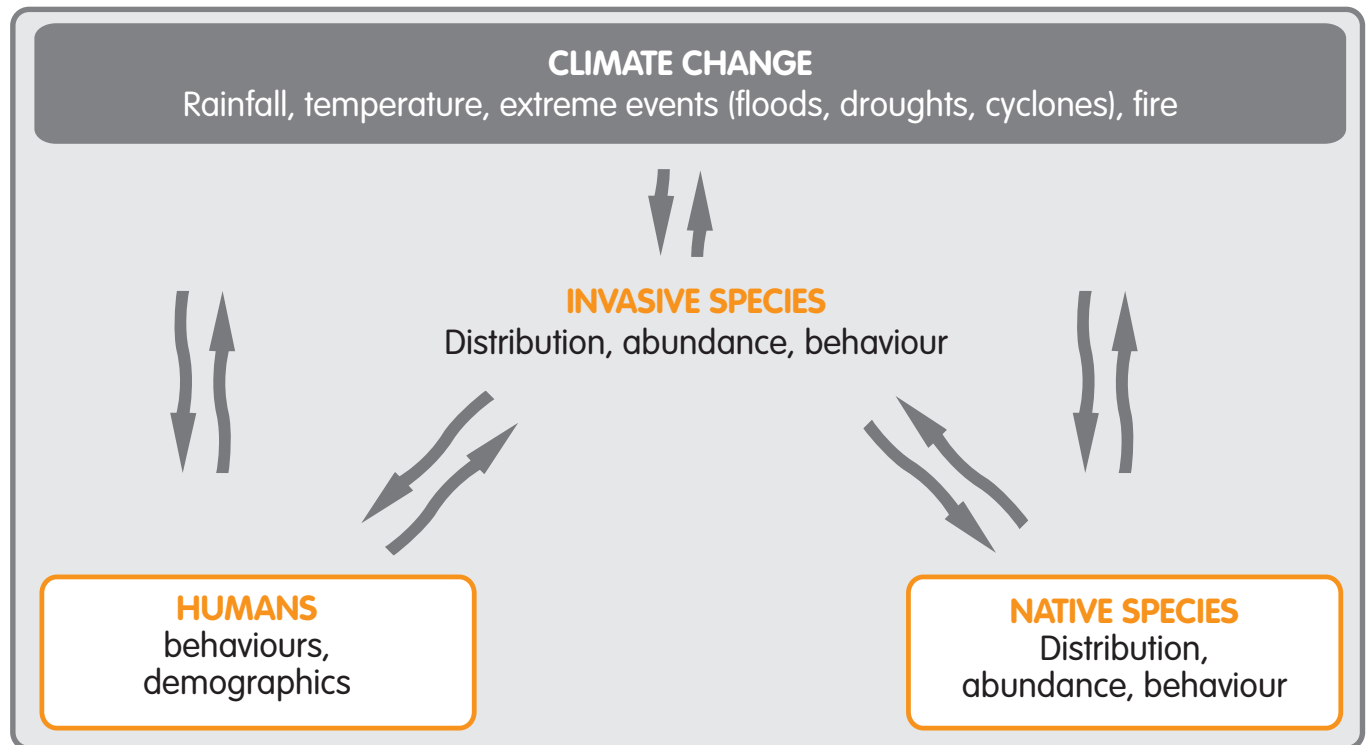 CLIMATE CHANGE
Rainfall, temperature, extreme events (floods, droughts, cyclones), fire
INVASIVE SPECIES
Distribution, abundance, behaviour
HUMANS
behaviours,
demographics
NATIVE SPECIES
Distribution,
abundance, behaviour